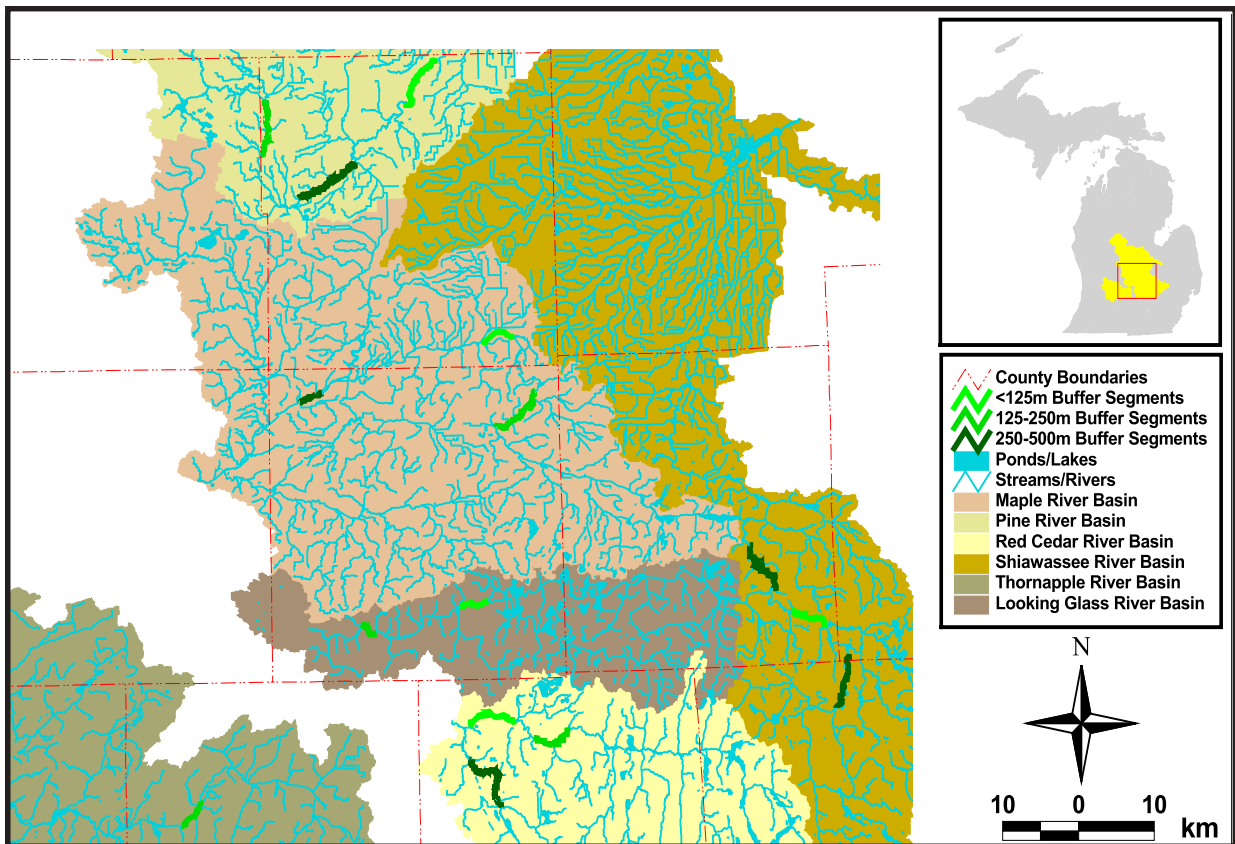 County Boundaries
<125m Buffer Segments
125-250m Buffer Segments
250-500m Buffer Segments
Ponds/Lakes
Streams/Rivers
Maple River Basin
Pine River Basin
Red Cedar River Basin
Shiawassee River Basin
Thornapple River Basin
Looking Glass River Basin
N
10 0 10
km